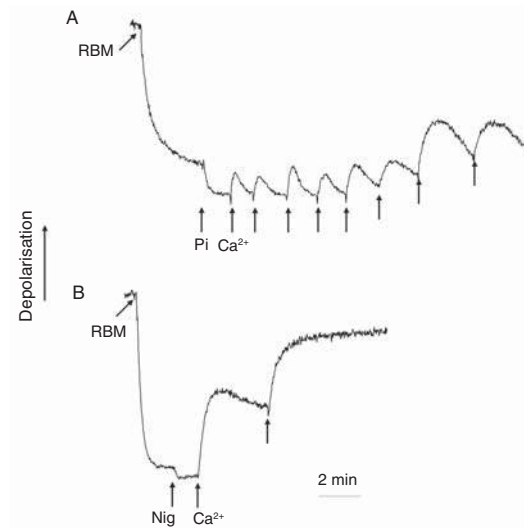 A
RBM
Pi Ca²⁺
Depolarisation
B
RBM
2 min
Nig Ca²⁺